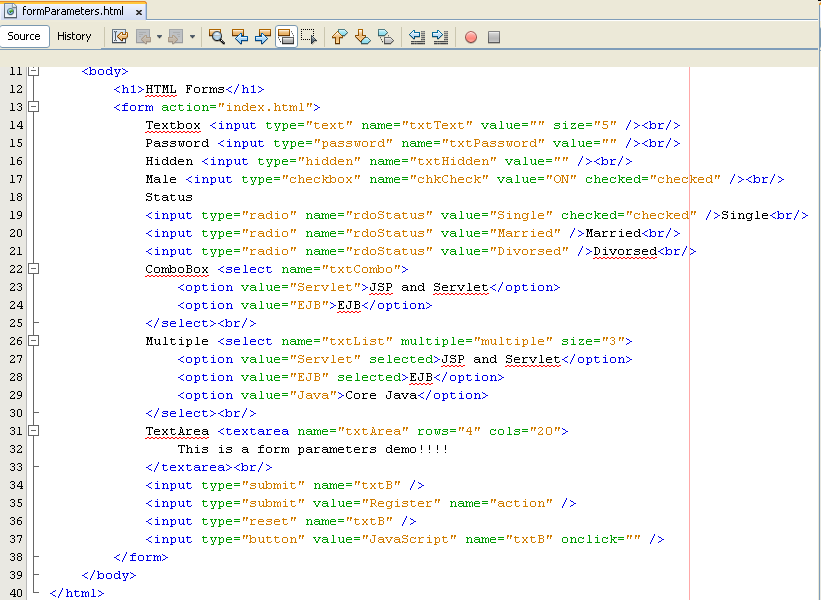 formParameters.html
Source History
11 <body>
12 <h1>HTML Forms</h1>
13 <form action="index.html">
14 Textbox <input type="text" name="txtText" value="" size="5" /><br/>
15 Password <input type="password" name="txtPassword" value="" /><br/>
16 Hidden <input type="hidden" name="txtHidden" value="" /><br/>
17 Male <input type="checkbox" name="chkCheck" value="ON" checked="checked" /><br/>
18 Status
19 <input type="radio" name="rdoStatus" value="Single" checked="checked" />Single<br/>
20 <input type="radio" name="rdoStatus" value="Married" />Married<br/>
21 <input type="radio" name="rdoStatus" value="Divorsed" />Divorsed<br/>
22 ComboBox <select name="txtCombo">
23 <option value="Servlet">JSP and Servlet</option>
24 <option value="EJB">EJB</option>
25 </select><br/>
26 Multiple <select name="txtList" multiple="multiple" size="3">
27 <option value="Servlet" selected>JSP and Servlet</option>
28 <option value="EJB" selected>EJB</option>
29 <option value="Java">Core Java</option>
30 </select><br/>
31 TextArea <textarea name="txtArea" rows="4" cols="20">
32 This is a form parameters demo!!!!
33 </textarea><br/>
34 <input type="submit" name="txtB" />
35 <input type="submit" value="Register" name="action" />
36 <input type="reset" name="txtB" />
37 <input type="button" value="JavaScript" name="txtB" onclick="" />
38 </form>
39 </body>
40 </html>